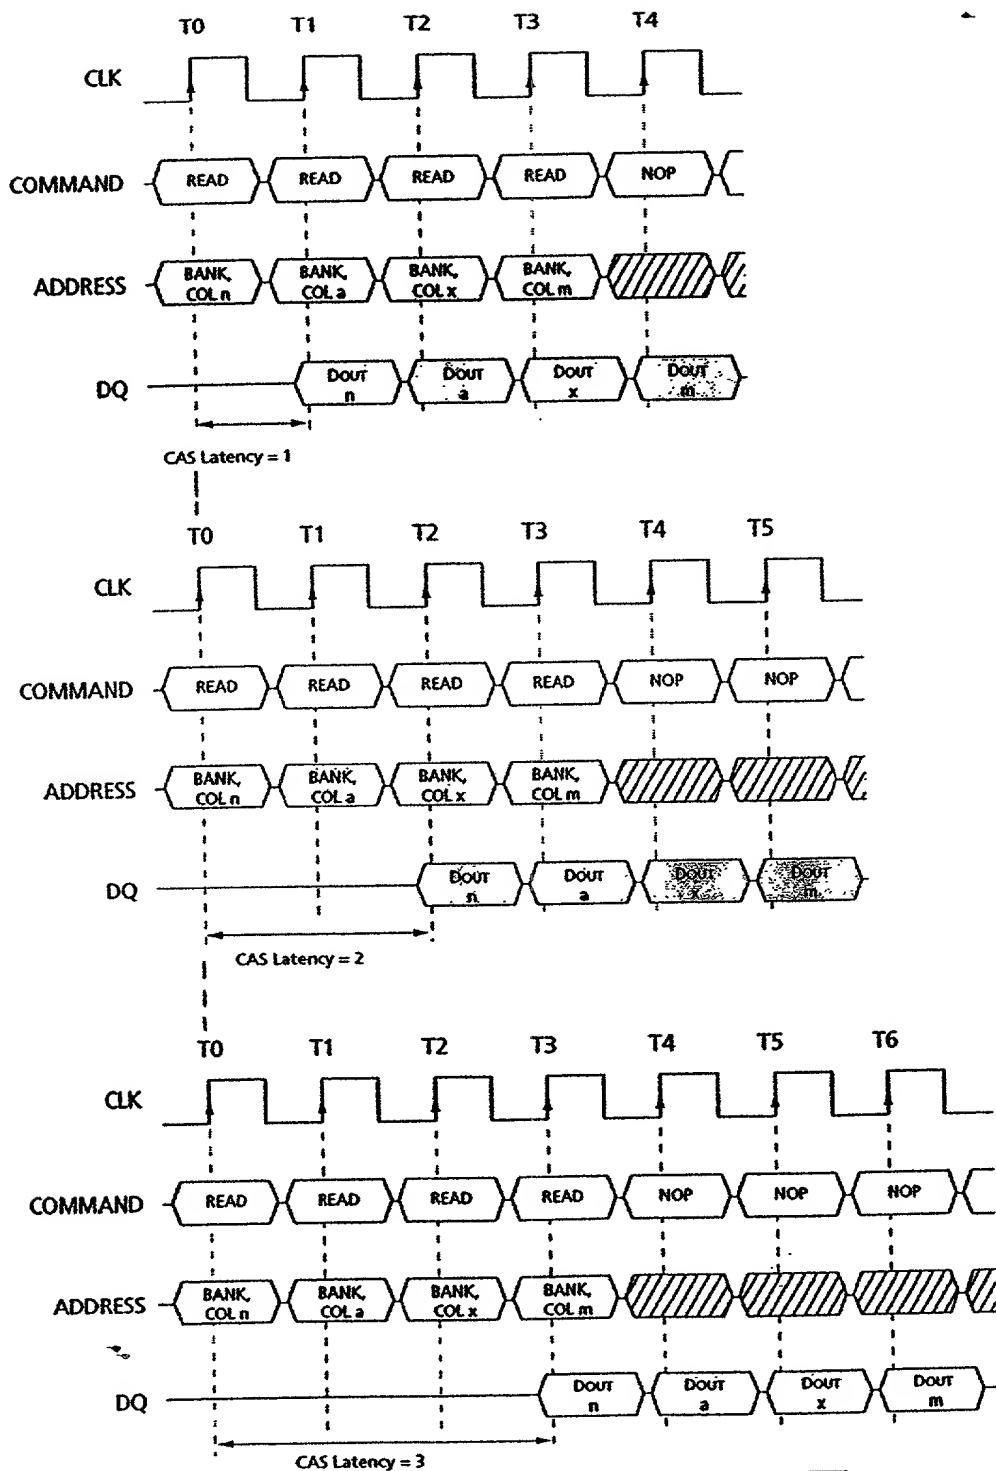 T0 T1 T2 T3 T4
CLK
COMMAND READ READ READ READ NOP
ADDRESS BANK, COL n BANK, COL a BANK, COL x BANK, COL m
DQ DOUT n DOUT a DOUT x DOUT m
CAS Latency = 1
T0 T1 T2 T3 T4 T5
CLK
COMMAND READ READ READ READ NOP NOP
ADDRESS BANK, COL n BANK, COL a BANK, COL x BANK, COL m
DQ DOUT n DOUT a DOUT x DOUT m
CAS Latency = 2
T0 T1 T2 T3 T4 T5 T6
CLK
COMMAND READ READ READ READ NOP NOP NOP
ADDRESS BANK, COL n BANK, COL a BANK, COL x BANK, COL m
DQ DOUT n DOUT a DOUT x DOUT m
CAS Latency = 3